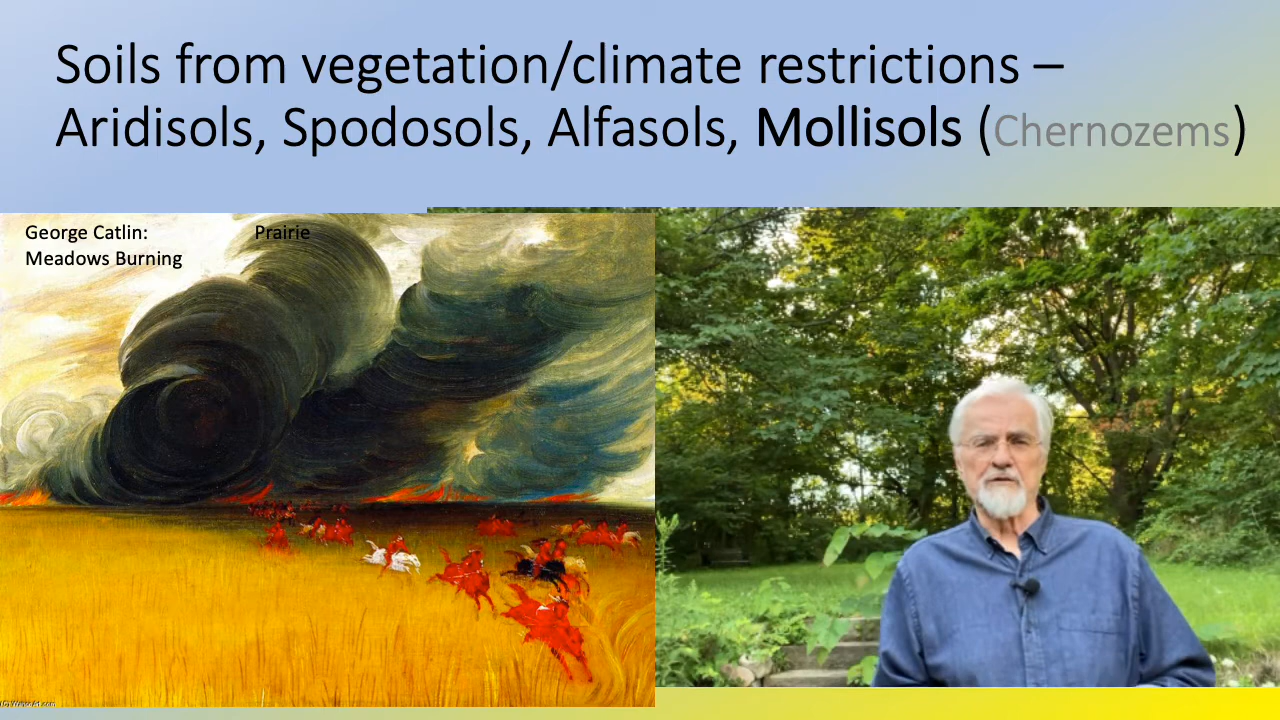 Soils from vegetation/climate restrictions –
Aridisols, Spodosols, Alfasols, Mollisols (Chernozems)
George Catlin: Prairie
Meadows Burning